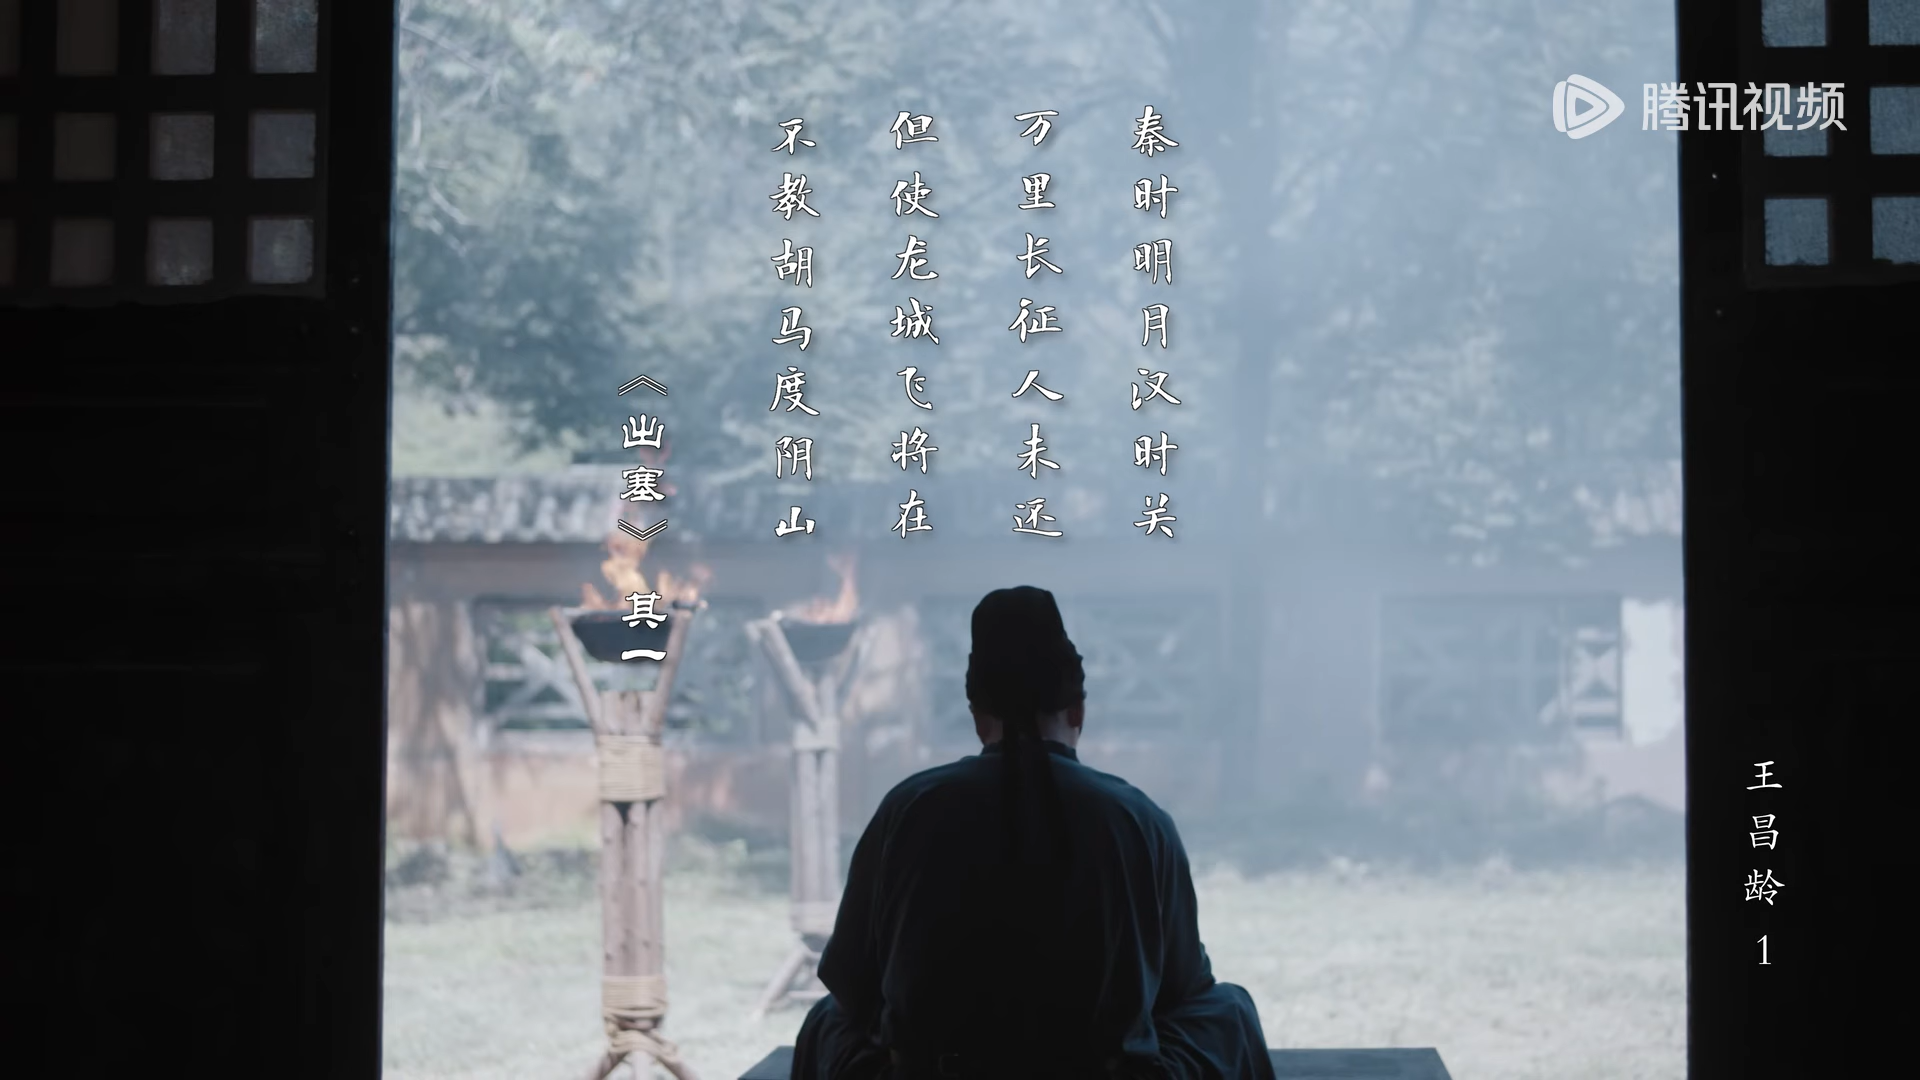 腾讯视频
秦时明月汉时关
万里长征人未还
但使龙城飞将在
不教胡马度阴山
《出塞》其一
王昌龄1